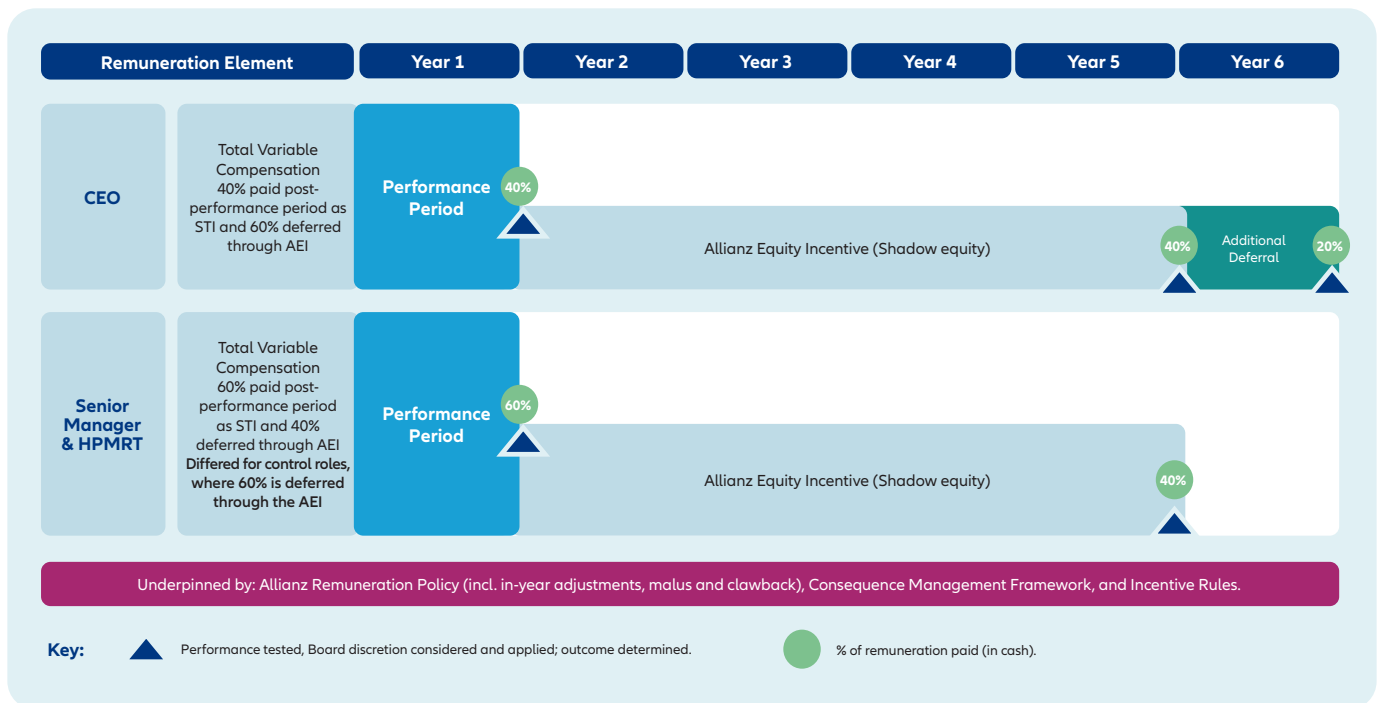 Remuneration Element
Year 1
Year 2
Year 3
Year 4
Year 5
Year 6
CEO
Total Variable
Compensation
40% paid post-
performance period as
STI and 60% deferred
through AEI
Performance
Period
40%
Allianz Equity Incentive (Shadow equity)
40%
Additional
Deferral
20%
Senior
Manager
& HPMRT
Total Variable
Compensation
60% paid post-
performance period
as STI and 40%
deferred through AEI
Differed for control roles,
where 60% is deferred
through the AEI
Performance
Period
60%
Allianz Equity Incentive (Shadow equity)
40%
Underpinned by: Allianz Remuneration Policy (incl. in-year adjustments, malus and clawback), Consequence Management Framework, and Incentive Rules.
Key:
Performance tested, Board discretion considered and applied; outcome determined.
% of remuneration paid (in cash).